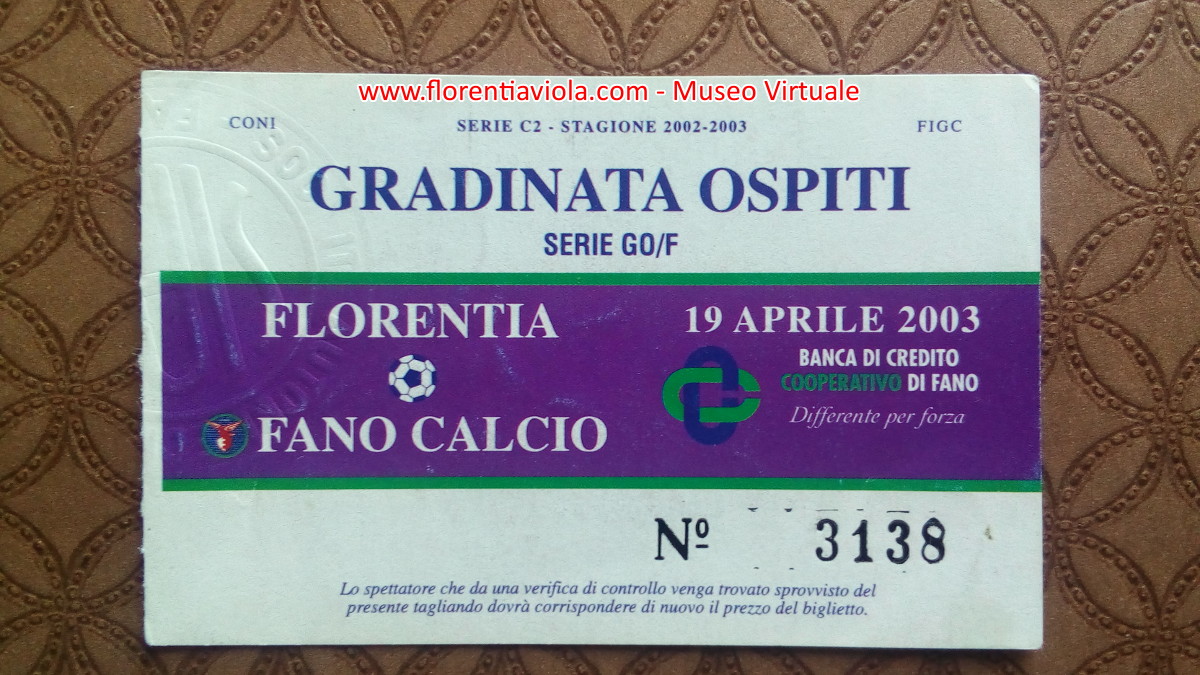 www.florentiaviola.com - Museo Virtuale
CONI
SERIE C2 - STAGIONE 2002-2003
FIGC
GRADINATA OSPITI
SERIE GO/F
FLORENTIA
19 APRILE 2003
BANCA DI CREDITO
COOPERATIVO DI FANO
Differente per forza
FANO CALCIO
Nº 3138
Lo spettatore che da una verifica di controllo venga trovato sprovvisto del
presente tagliando dovrà corrispondere di nuovo il prezzo del biglietto.